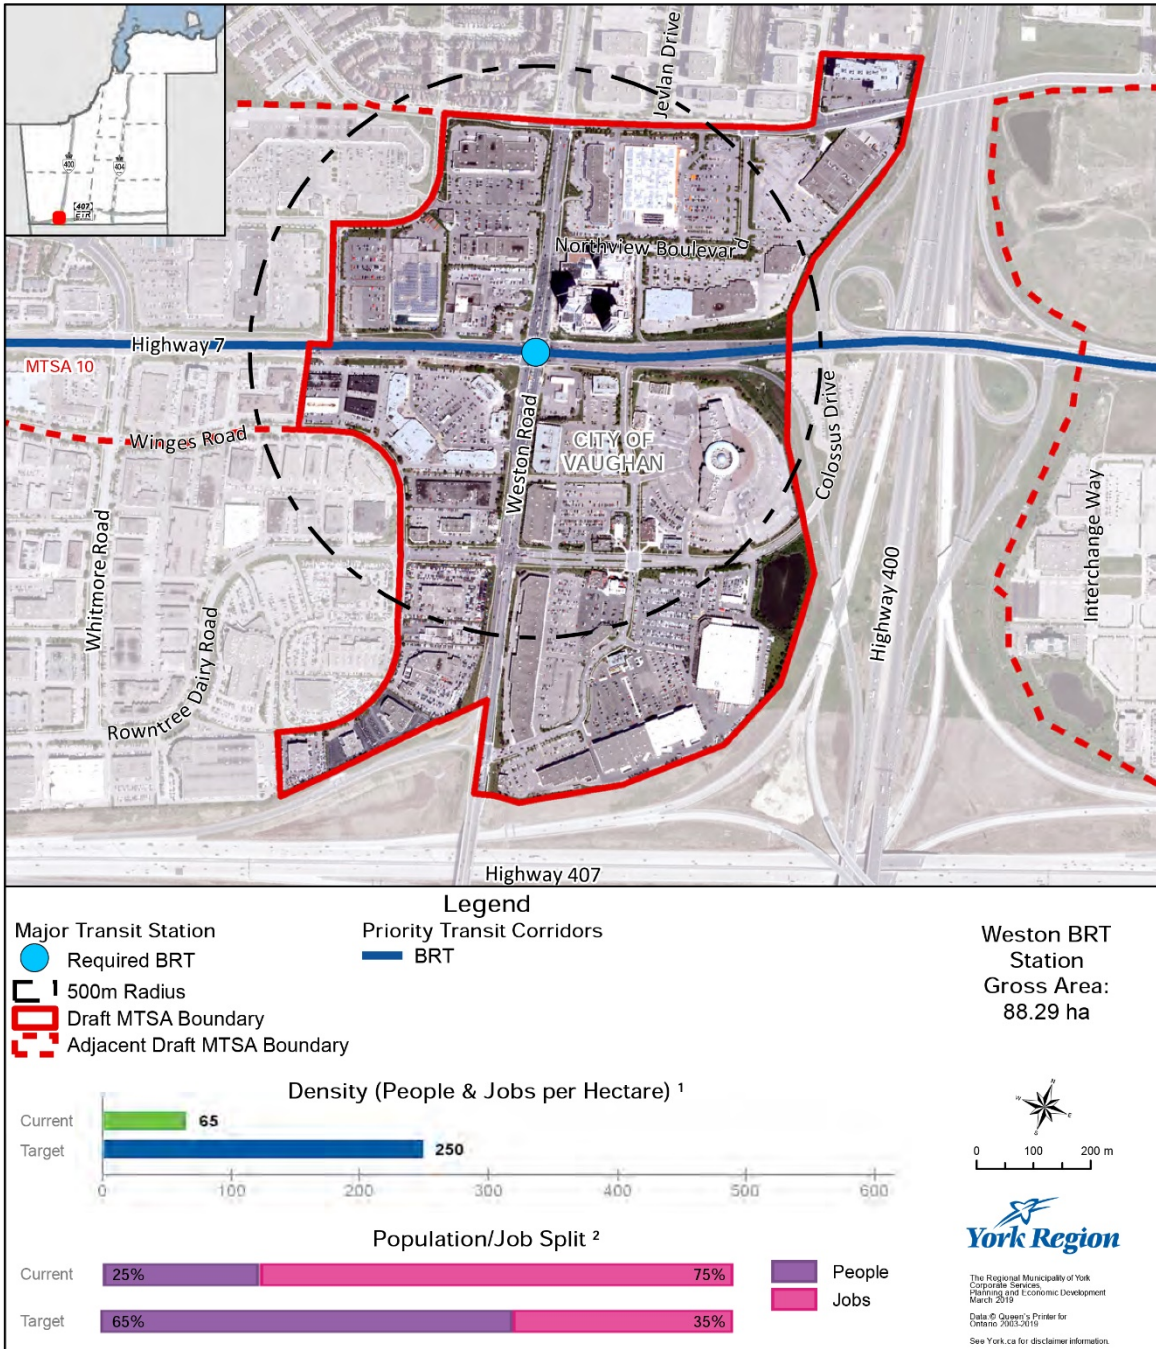 400
404
407
ETR
Jevlan Drive
Northview Boulevard
Highway 7
MTSA 10
Winges Road
Weston Road
CITY OF
VAUGHAN
Colossus Drive
Whitmore Road
Rowntree Dairy Road
Highway 400
Interchange Way
Highway 407
Legend
Major Transit Station
Required BRT
500m Radius
Draft MTSA Boundary
Adjacent Draft MTSA Boundary
Priority Transit Corridors
BRT
Weston BRT
Station
Gross Area:
88.29 ha
Density (People & Jobs per Hectare) 1
Current 65
Target 250
0 100 200 300 400 500 600
N
W E
S
0 100 200 m
Population/Job Split 2
Current 25% 75%
Target 65% 35%
People
Jobs
York Region
The Regional Municipality of York
Corporate Services,
Planning and Economic Development
March 2019
Data:© Queen's Printer for
Ontario 2003-2019
See York.ca for disclaimer information.